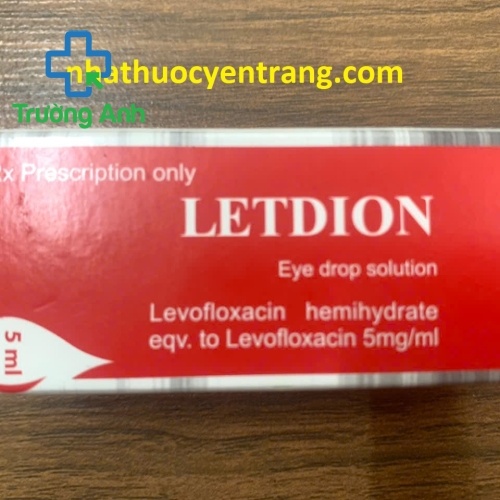 nhathuocyentrang.com
Trường Anh
Rx Prescription only
LETDION
Eye drop solution
Levofloxacin hemihydrate
eqv. to Levofloxacin 5mg/ml
5 ml